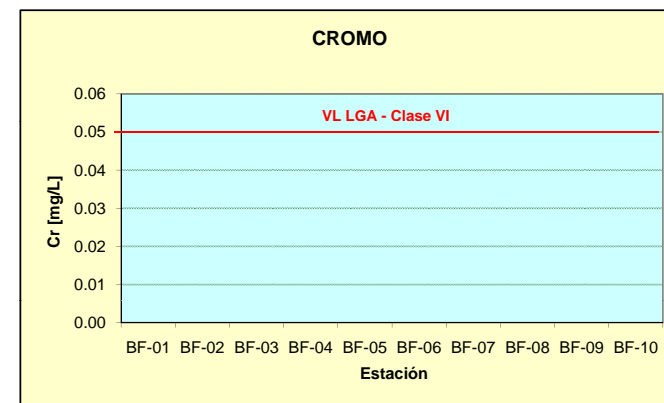 CROMO
0.06
VL LGA - Clase VI
0.05
0.04
0.03
0.02
0.01
0.00
Cr [mg/L]
BF-01 BF-02 BF-03 BF-04 BF-05 BF-06 BF-07 BF-08 BF-09 BF-10
Estación